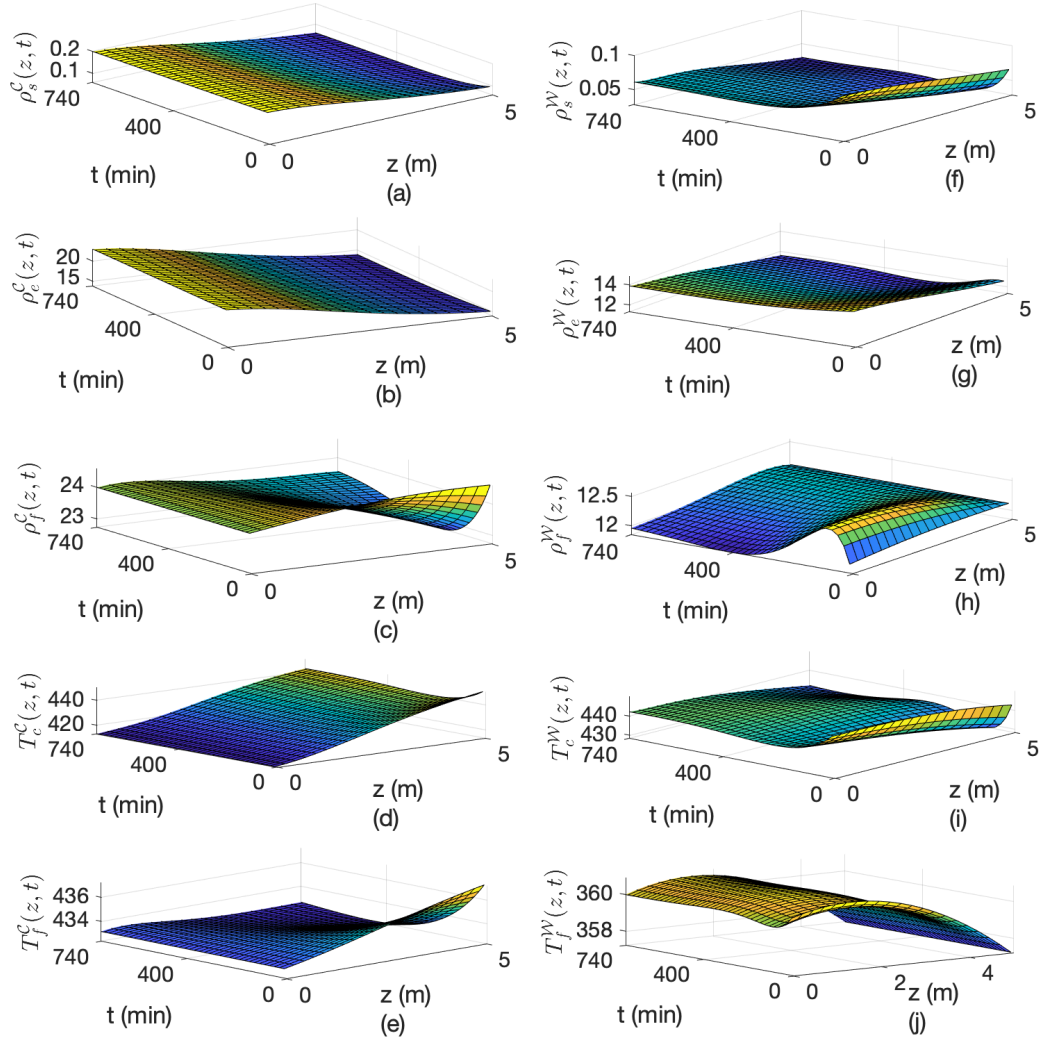 ρ_s^𝒞(z, t)
0.2
0.1
740
400
0
0
5
t (min)
z (m)
(a)
ρ_s^𝒲(z, t)
0.1
0.05
740
400
0
0
5
t (min)
z (m)
(f)
ρ_c^𝒞(z, t)
20
15
740
400
0
0
5
t (min)
z (m)
(b)
14
12
740
400
0
0
5
t (min)
z (m)
(g)
ρ_f^𝒞(z, t)
24
23
740
400
0
0
5
t (min)
z (m)
(c)
ρ_f^𝒲(z, t)
12.5
12
740
400
0
0
5
t (min)
z (m)
(h)
T_c^𝒞(z, t)
440
420
740
400
0
0
5
t (min)
z (m)
(d)
T_c^𝒲(z, t)
440
430
740
400
0
0
5
t (min)
z (m)
(i)
T_f^𝒞(z, t)
436
434
740
400
0
0
5
t (min)
z (m)
(e)
T_f^𝒲(z, t)
360
358
740
400
0
0
2
4
t (min)
z (m)
(j)